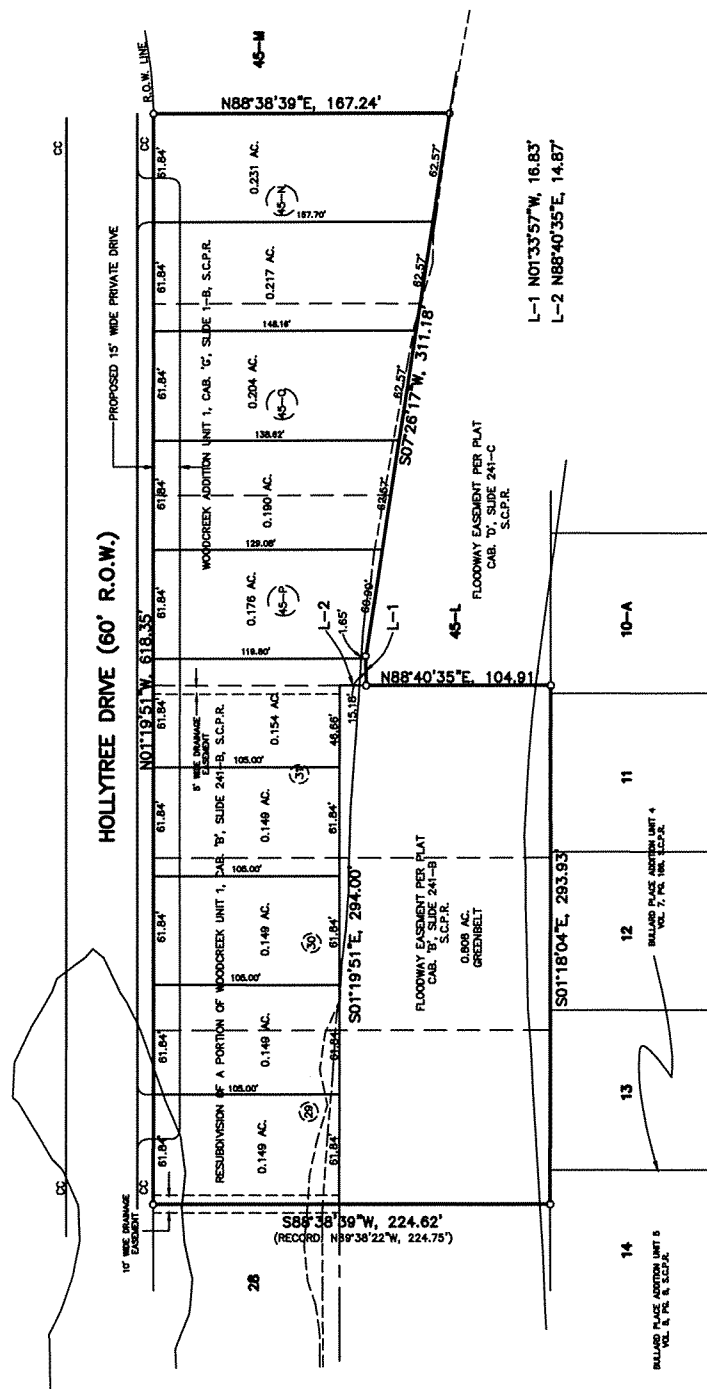 R.O.W. LINE
45-M
CC
CC
N88°38'39"E, 167.24'
61.84'
0.231 AC.
45-N
62.57'
157.70'
PROPOSED 15' WIDE PRIVATE DRIVE
61.84'
0.217 AC.
62.57'
148.16'
L-1 N01°33'57"W, 16.83'
L-2 N88°40'35"E, 14.87'
WOODCREEK ADDITION UNIT 1, CAB. 'G', SLIDE 1-B, S.C.P.R.
61.84'
0.204 AC.
45-O
62.57'
S07°26'17"W, 311.18'
138.62'
61.84'
0.190 AC.
62.57'
129.08'
FLOODWAY EASEMENT PER PLAT
CAB. 'D', SLIDE 241-C
S.C.P.R.
HOLLYTREE DRIVE (60' R.O.W.)
N01°19'51"W, 618.35'
61.84'
0.176 AC.
45-P
60.90'
1.65'
L-2
L-1
119.80'
45-L
10-A
N88°40'35"E, 104.91
15.18'
5' WIDE DRAINAGE
EASEMENT
61.84'
0.154 AC.
46.66'
105.00'
31
11
RESUBDIVISION OF A PORTION OF WOODCREEK UNIT 1, CAB. 'B', SLIDE 241-B, S.C.P.R.
61.84'
0.149 AC.
61.84'
105.00'
S01°19'51"E, 294.00'
BULLARD PLACE ADDITION UNIT 4
VOL. 7, PG. 166, S.C.P.R.
61.84'
0.149 AC.
30
61.84'
105.00'
FLOODWAY EASEMENT PER PLAT
CAB. 'B', SLIDE 241-B
S.C.P.R.
0.808 AC.
GREENBELT
S01°18'04"E, 293.93'
12
61.84'
0.149 AC.
61.84'
105.00'
13
CC
CC
61.84'
0.149 AC.
29
61.84'
10' WIDE DRAINAGE
EASEMENT
S88°38'39"W, 224.62'
(RECORD: N89°38'22"W, 224.75')
28
14
BULLARD PLACE ADDITION UNIT 5
VOL. 8, PG. 8, S.C.P.R.